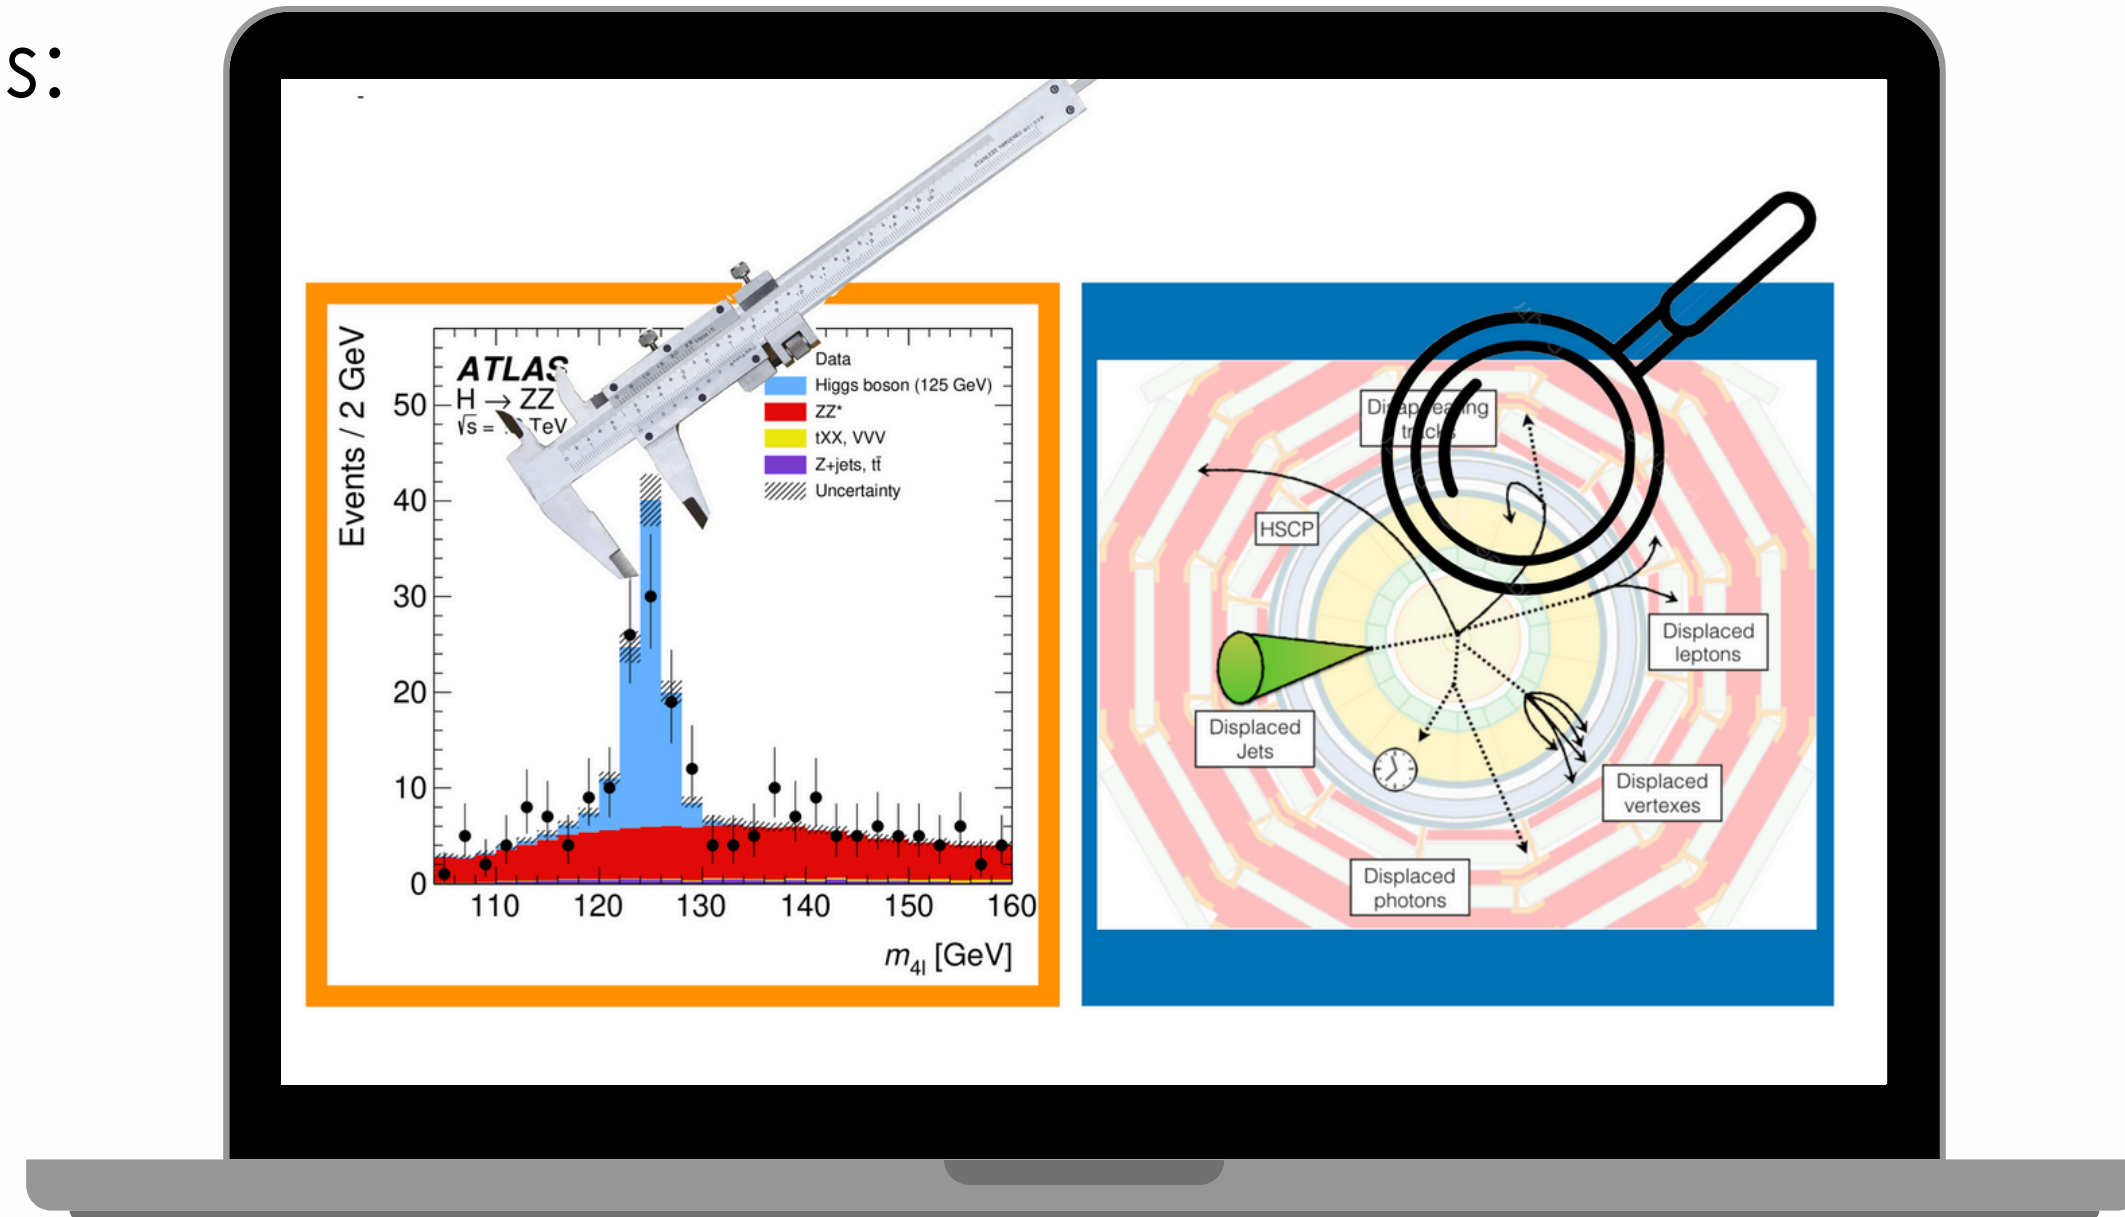 s:
-
ATLAS
H → ZZ
√s = TeV
Data
Higgs boson (125 GeV)
ZZ*
tXX, VVV
Z+jets, tt̄
Uncertainty
Events / 2 GeV
50
40
30
20
10
0
110 120 130 140 150 160
m4l [GeV]
Disappearing
tracks
HSCP
Displaced
leptons
Displaced
Jets
Displaced
vertexes
Displaced
photons